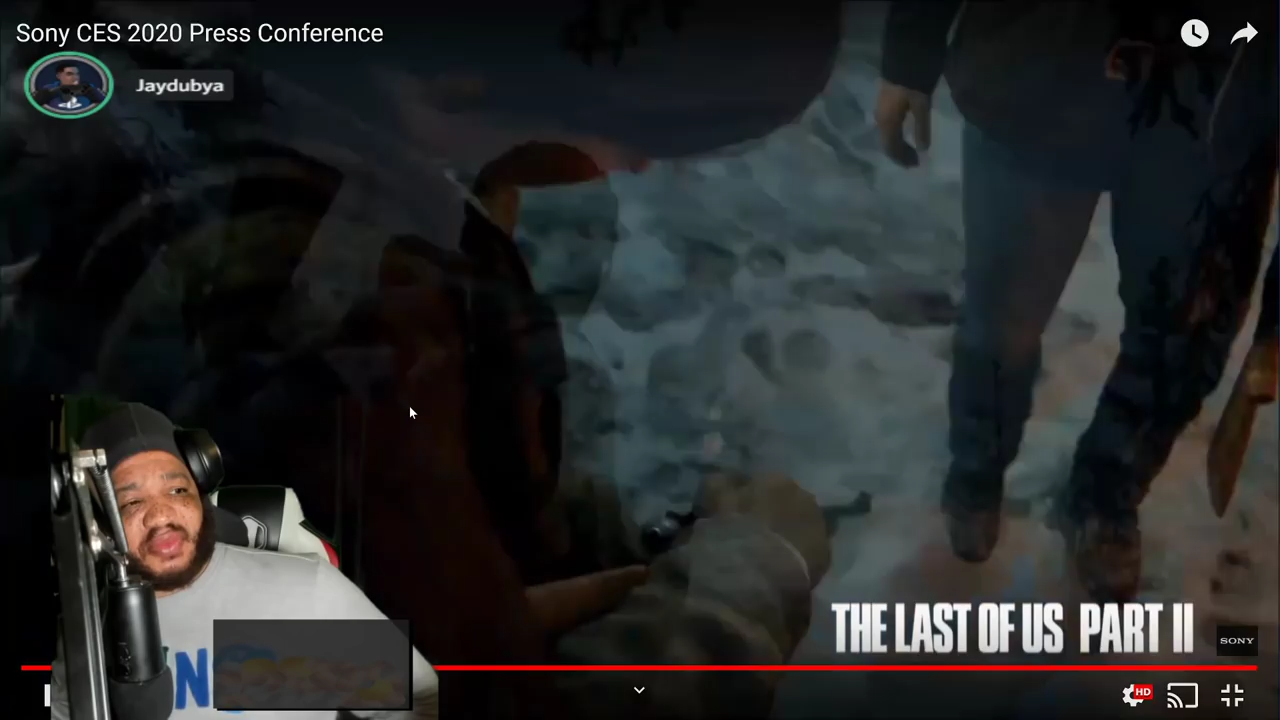 Sony CES 2020 Press Conference
Jaydubya
THE LAST OF US PART II
SONY
HD